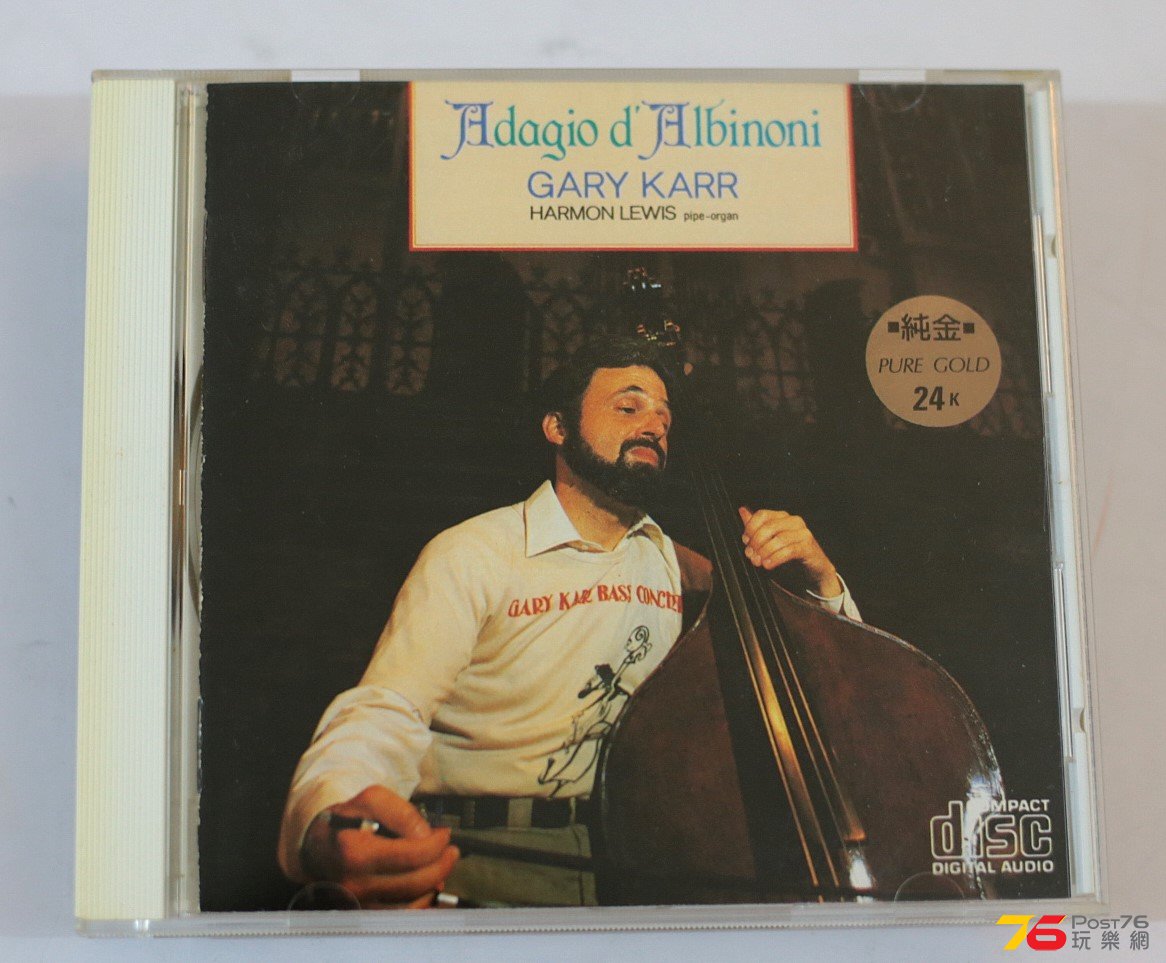 Adagio d'Albinoni
GARY KARR
HARMON LEWIS pipe-organ
▪純金▪
PURE GOLD
24K
GARY KARR BASS CONCER
COMPACT
disc
DIGITAL AUDIO
76 POST76
玩樂網